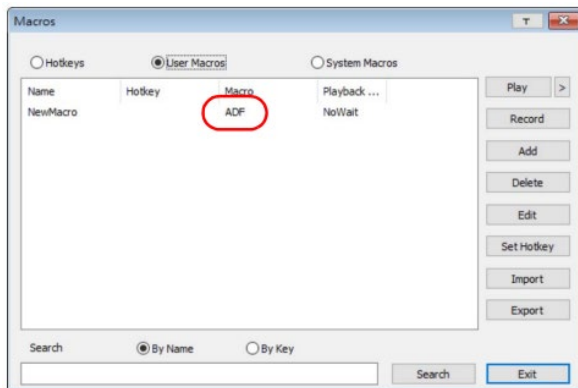 Macros
Hotkeys User Macros System Macros
Name Hotkey Macro Playback ...
NewMacro ADF NoWait
Play >
Record
Add
Delete
Edit
Set Hotkey
Import
Export
Search By Name By Key
Search Exit